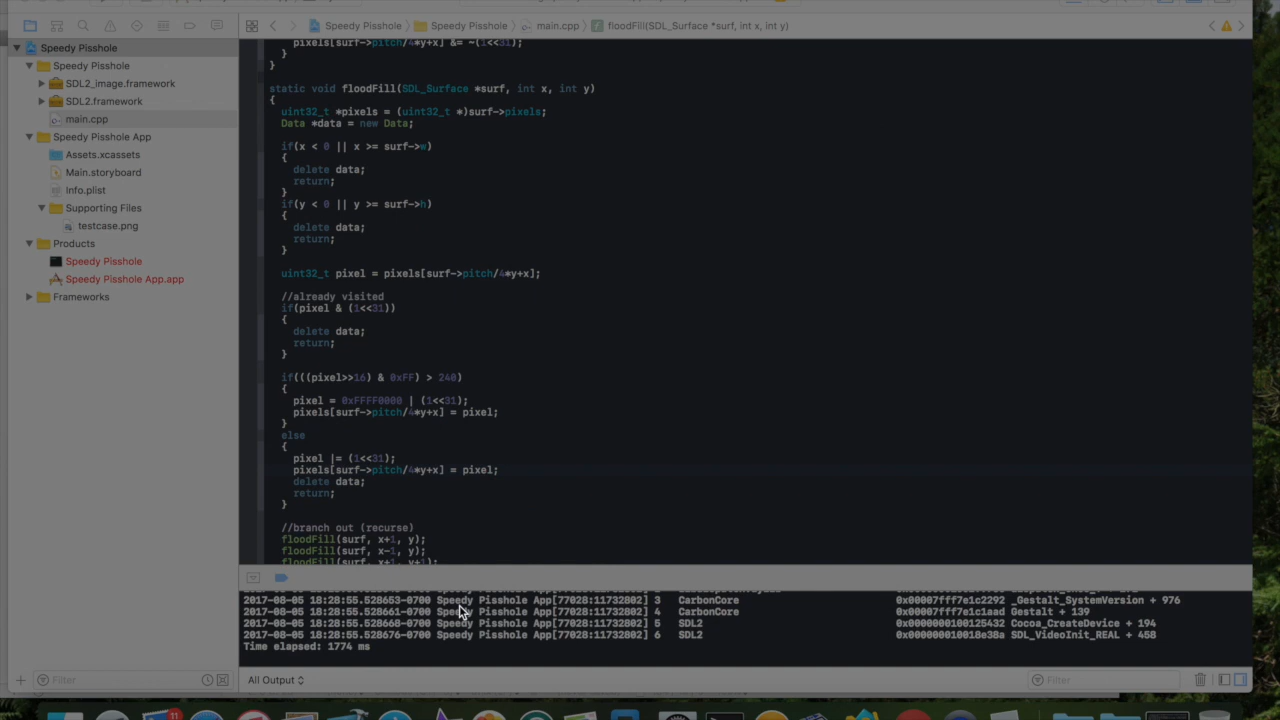 Speedy Pisshole
Speedy Pisshole
SDL2_image.framework
SDL2.framework
main.cpp
Speedy Pisshole App
Assets.xcassets
Main.storyboard
Info.plist
Supporting Files
testcase.png
Products
Speedy Pisshole
Speedy Pisshole App.app
Frameworks
Filter
Speedy Pisshole Speedy Pisshole main.cpp floodFill(SDL_Surface *surf, int x, int y)
pixels[surf->pitch/4*y+x] &= ~(1<<31);
}
}
static void floodFill(SDL_Surface *surf, int x, int y)
{
uint32_t *pixels = (uint32_t *)surf->pixels;
Data *data = new Data;
if(x < 0 || x >= surf->w)
{
delete data;
return;
}
if(y < 0 || y >= surf->h)
{
delete data;
return;
}
uint32_t pixel = pixels[surf->pitch/4*y+x];
//already visited
if(pixel & (1<<31))
{
delete data;
return;
}
if(((pixel>>16) & 0xFF) > 240)
{
pixel = 0xFFFF0000 | (1<<31);
pixels[surf->pitch/4*y+x] = pixel;
}
else
{
pixel |= (1<<31);
pixels[surf->pitch/4*y+x] = pixel;
delete data;
return;
}
//branch out (recurse)
floodFill(surf, x+1, y);
floodFill(surf, x-1, y);
floodFill(surf, x+1, y+1);
2017-08-05 18:28:55.528653-0700 Speedy Pisshole App[77028:11732802] 3 CarbonCore 0x00007fff7e1c2292 _Gestalt_SystemVersion + 976
2017-08-05 18:28:55.528661-0700 Speedy Pisshole App[77028:11732802] 4 CarbonCore 0x00007fff7e1c1aad Gestalt + 139
2017-08-05 18:28:55.528668-0700 Speedy Pisshole App[77028:11732802] 5 SDL2 0x0000000100125432 Cocoa_CreateDevice + 194
2017-08-05 18:28:55.528676-0700 Speedy Pisshole App[77028:11732802] 6 SDL2 0x000000010018e38a SDL_VideoInit_REAL + 458
Time elapsed: 1774 ms
All Output
Filter
11